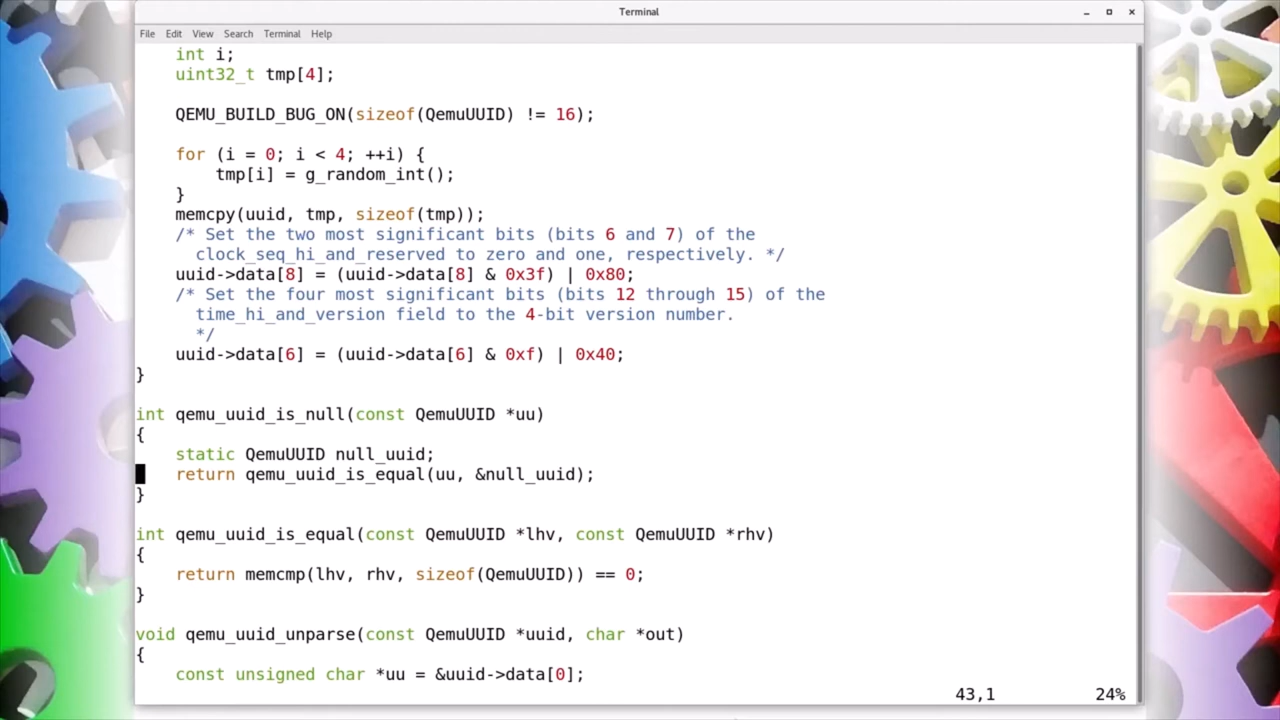 Terminal
File Edit View Search Terminal Help
    int i;
    uint32_t tmp[4];
    QEMU_BUILD_BUG_ON(sizeof(QemuUUID) != 16);
    for (i = 0; i < 4; ++i) {
        tmp[i] = g_random_int();
    }
    memcpy(uuid, tmp, sizeof(tmp));
    /* Set the two most significant bits (bits 6 and 7) of the
      clock_seq_hi_and_reserved to zero and one, respectively. */
    uuid->data[8] = (uuid->data[8] & 0x3f) | 0x80;
    /* Set the four most significant bits (bits 12 through 15) of the
      time_hi_and_version field to the 4-bit version number.
      */
    uuid->data[6] = (uuid->data[6] & 0xf) | 0x40;
}
int qemu_uuid_is_null(const QemuUUID *uu)
{
    static QemuUUID null_uuid;
    return qemu_uuid_is_equal(uu, &null_uuid);
}
int qemu_uuid_is_equal(const QemuUUID *lhv, const QemuUUID *rhv)
{
    return memcmp(lhv, rhv, sizeof(QemuUUID)) == 0;
}
void qemu_uuid_unparse(const QemuUUID *uuid, char *out)
{
    const unsigned char *uu = &uuid->data[0];
43,1 24%